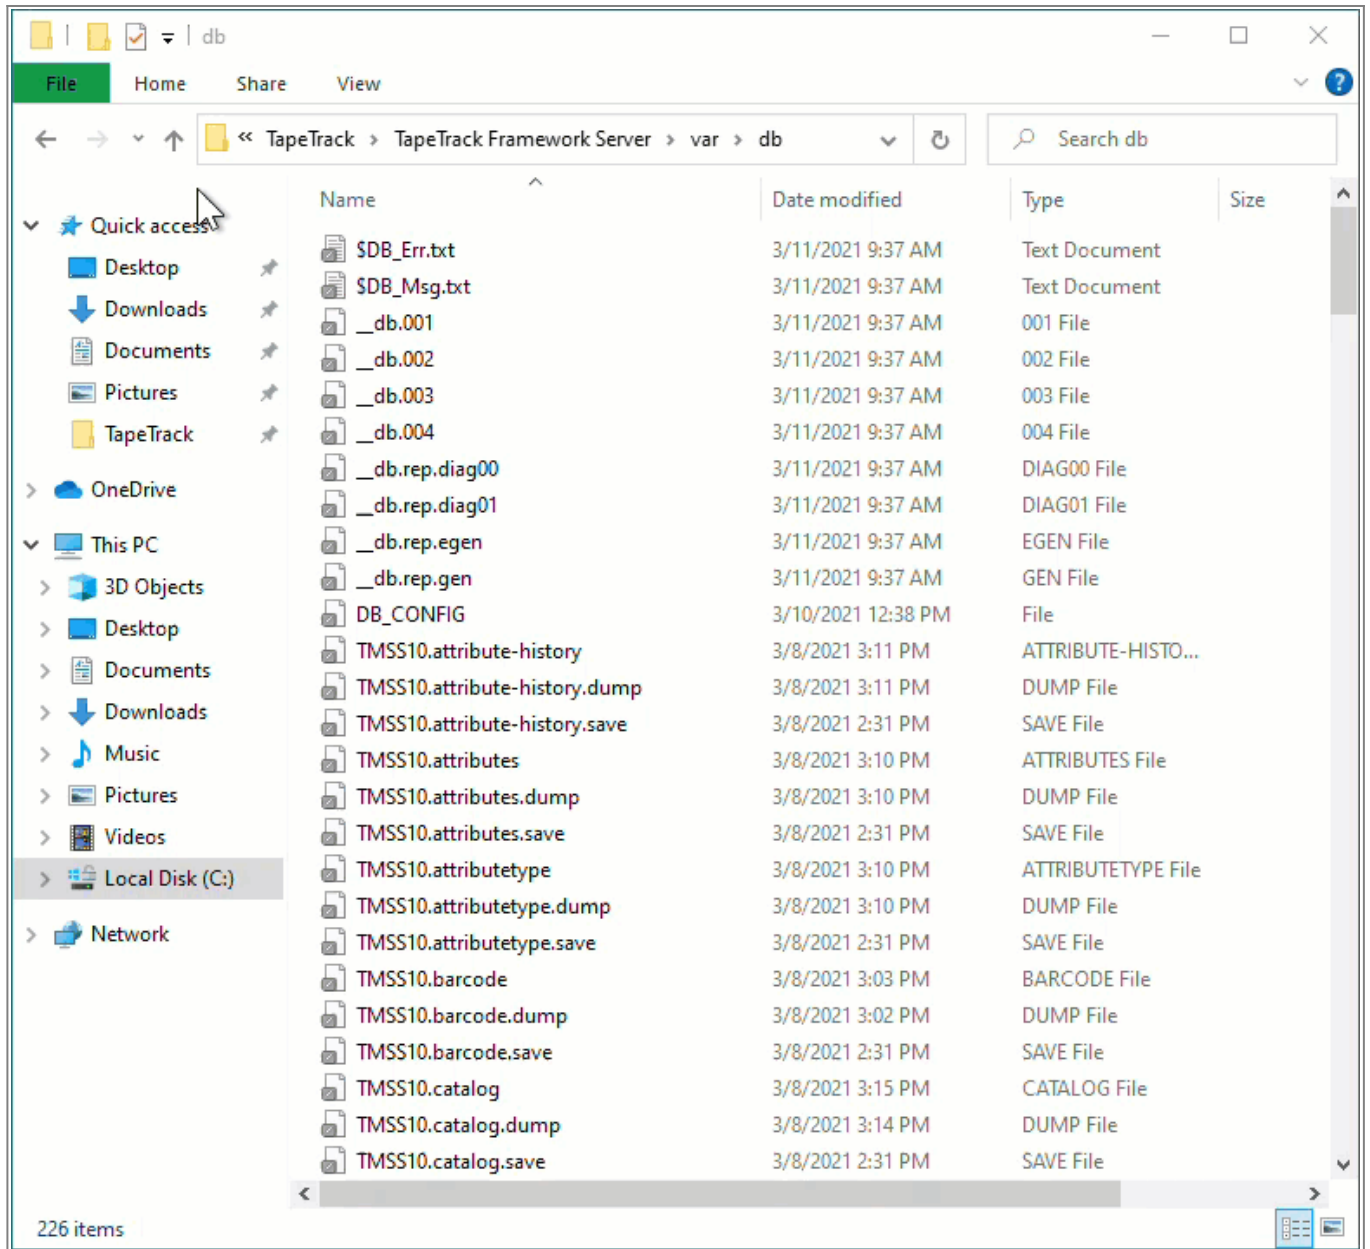 db
File Home Share View
« TapeTrack > TapeTrack Framework Server > var > db Search db
Name Date modified Type Size
Quick access
Desktop
Downloads
Documents
Pictures
TapeTrack
OneDrive
This PC
3D Objects
Desktop
Documents
Downloads
Music
Pictures
Videos
Local Disk (C:)
Network
$DB_Err.txt 3/11/2021 9:37 AM Text Document
$DB_Msg.txt 3/11/2021 9:37 AM Text Document
__db.001 3/11/2021 9:37 AM 001 File
__db.002 3/11/2021 9:37 AM 002 File
__db.003 3/11/2021 9:37 AM 003 File
__db.004 3/11/2021 9:37 AM 004 File
__db.rep.diag00 3/11/2021 9:37 AM DIAG00 File
__db.rep.diag01 3/11/2021 9:37 AM DIAG01 File
__db.rep.egen 3/11/2021 9:37 AM EGEN File
__db.rep.gen 3/11/2021 9:37 AM GEN File
DB_CONFIG 3/10/2021 12:38 PM File
TMSS10.attribute-history 3/8/2021 3:11 PM ATTRIBUTE-HISTO...
TMSS10.attribute-history.dump 3/8/2021 3:11 PM DUMP File
TMSS10.attribute-history.save 3/8/2021 2:31 PM SAVE File
TMSS10.attributes 3/8/2021 3:10 PM ATTRIBUTES File
TMSS10.attributes.dump 3/8/2021 3:10 PM DUMP File
TMSS10.attributes.save 3/8/2021 2:31 PM SAVE File
TMSS10.attributetype 3/8/2021 3:10 PM ATTRIBUTETYPE File
TMSS10.attributetype.dump 3/8/2021 3:10 PM DUMP File
TMSS10.attributetype.save 3/8/2021 2:31 PM SAVE File
TMSS10.barcode 3/8/2021 3:03 PM BARCODE File
TMSS10.barcode.dump 3/8/2021 3:02 PM DUMP File
TMSS10.barcode.save 3/8/2021 2:31 PM SAVE File
TMSS10.catalog 3/8/2021 3:15 PM CATALOG File
TMSS10.catalog.dump 3/8/2021 3:14 PM DUMP File
TMSS10.catalog.save 3/8/2021 2:31 PM SAVE File
226 items